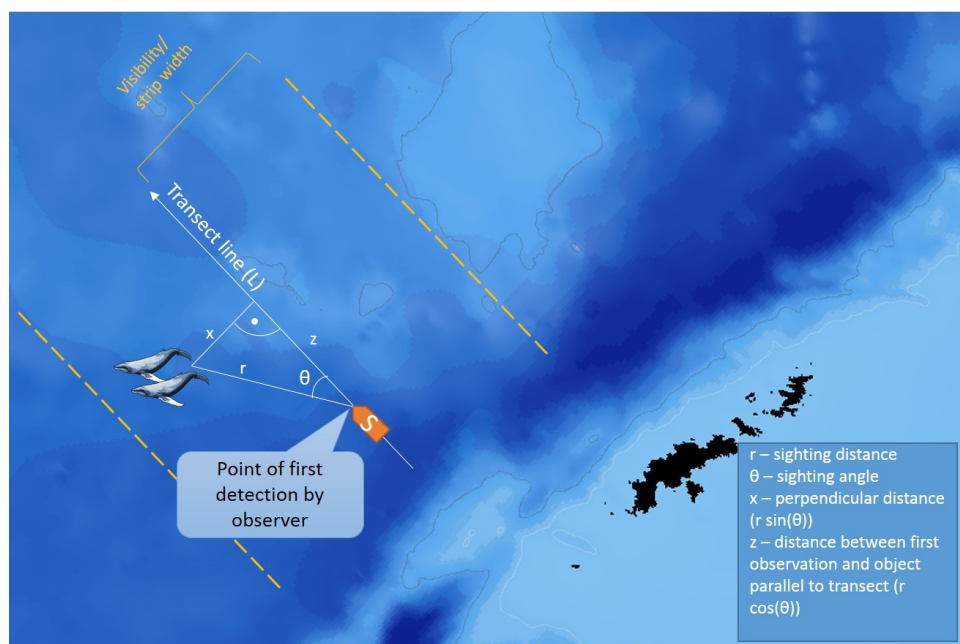 Visibility/
strip width
Transect line (L)
x
z
r
θ
S
Point of first
detection by
observer
r – sighting distance
θ – sighting angle
x – perpendicular distance
(r sin(θ))
z – distance between first
observation and object
parallel to transect (r
cos(θ))